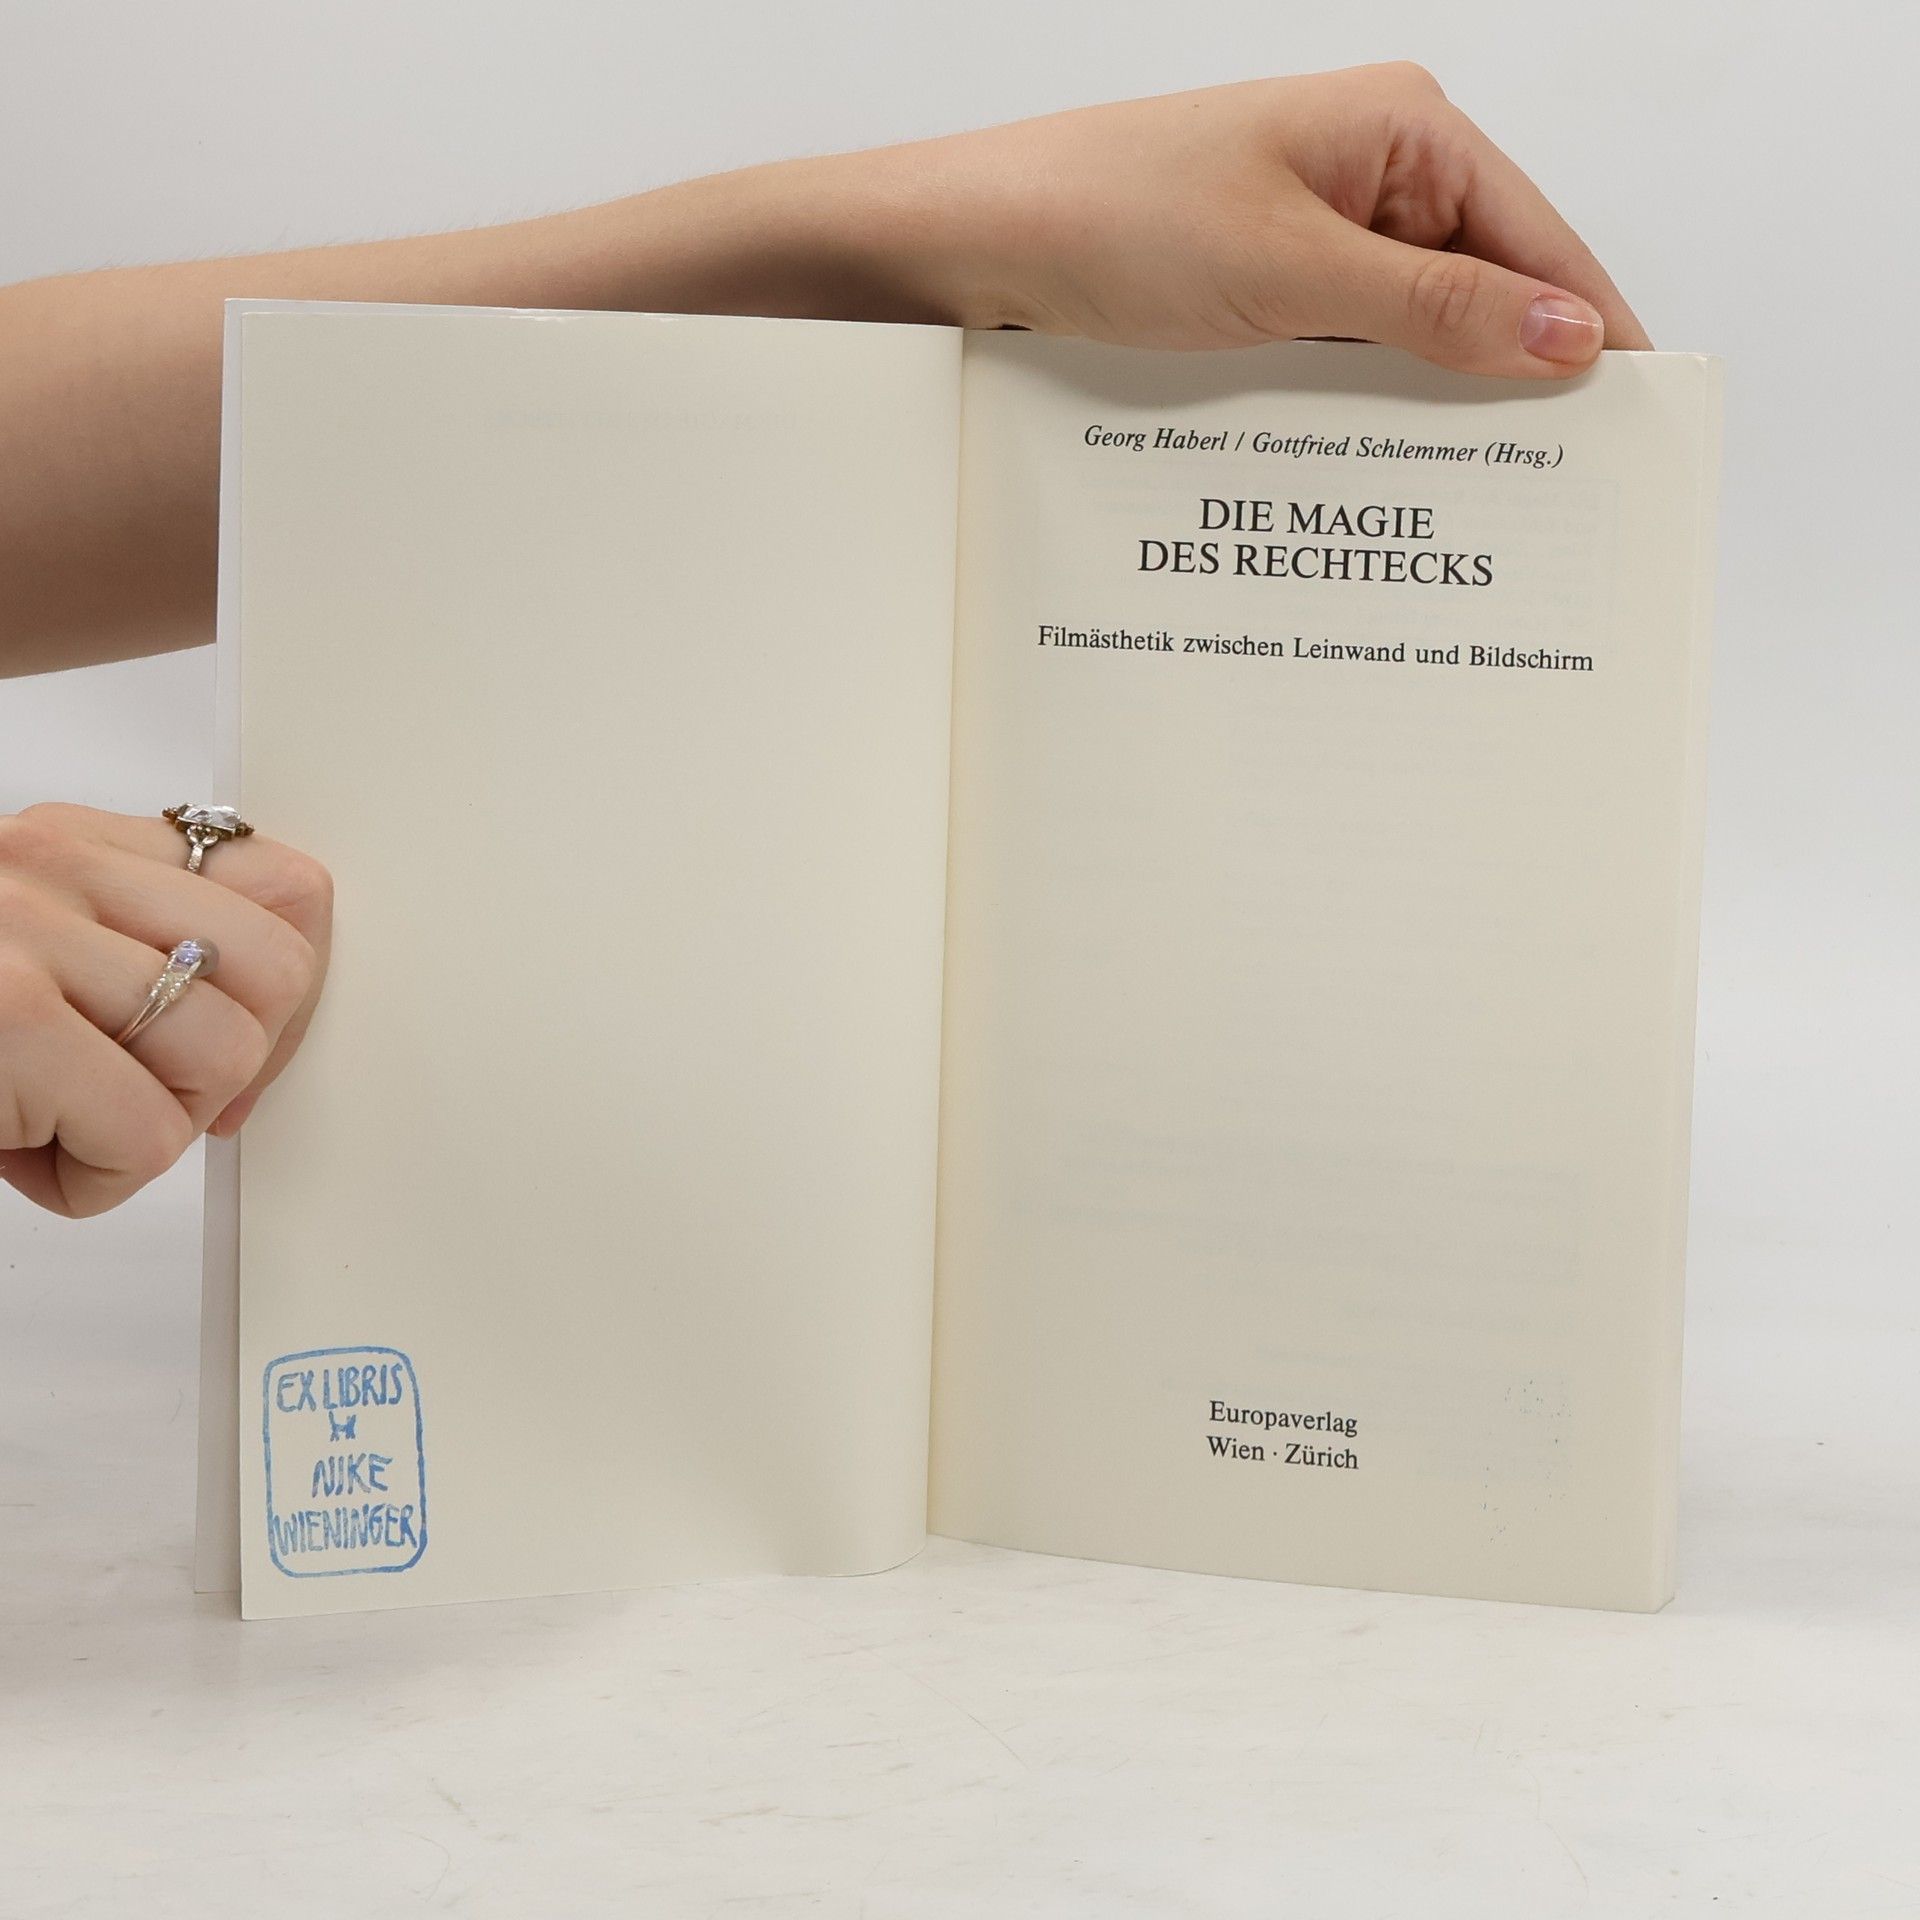 EX LIBRIS
NIKE
WIENINGER
Georg Haberl / Gottfried Schlemmer (Hrsg.)
DIE MAGIE
DES RECHTECKS
Filmästhetik zwischen Leinwand und Bildschirm
Europaverlag
Wien · Zürich